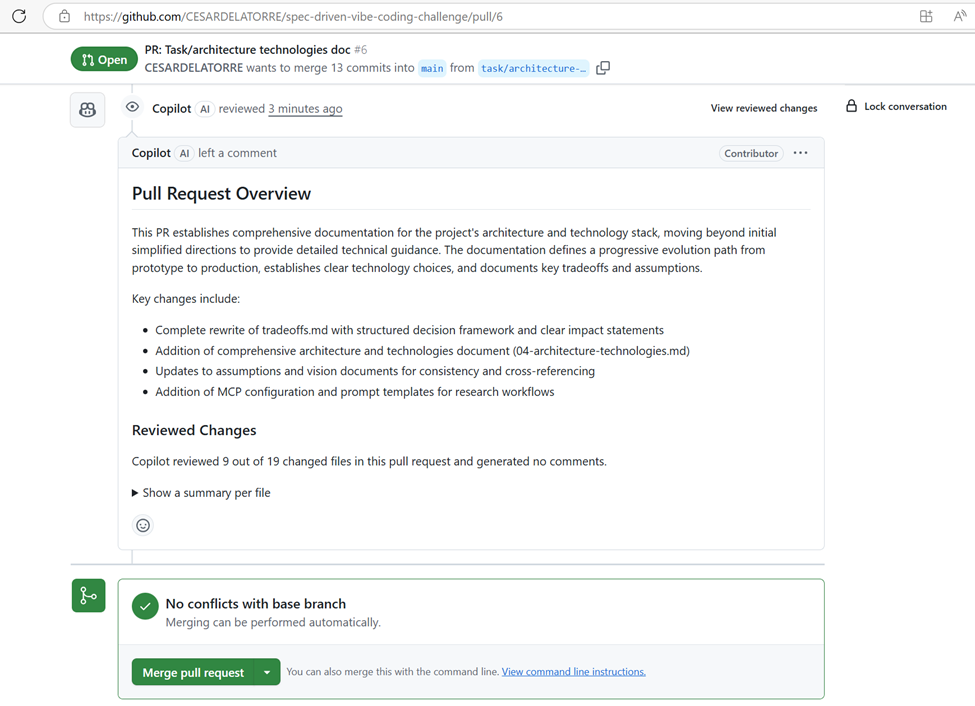 https://github.com/CESARDELATORRE/spec-driven-vibe-coding-challenge/pull/6
A))
Open
PR: Task/architecture technologies doc #6
CESARDELATORRE wants to merge 13 commits into main from task/architecture-…
Copilot AI reviewed 3 minutes ago
View reviewed changes
Lock conversation
Copilot AI left a comment
Contributor
Pull Request Overview
This PR establishes comprehensive documentation for the project's architecture and technology stack, moving beyond initial
simplified directions to provide detailed technical guidance. The documentation defines a progressive evolution path from
prototype to production, establishes clear technology choices, and documents key tradeoffs and assumptions.
Key changes include:
• Complete rewrite of tradeoffs.md with structured decision framework and clear impact statements
• Addition of comprehensive architecture and technologies document (04-architecture-technologies.md)
• Updates to assumptions and vision documents for consistency and cross-referencing
• Addition of MCP configuration and prompt templates for research workflows
Reviewed Changes
Copilot reviewed 9 out of 19 changed files in this pull request and generated no comments.
Show a summary per file
No conflicts with base branch
Merging can be performed automatically.
Merge pull request
You can also merge this with the command line. View command line instructions.